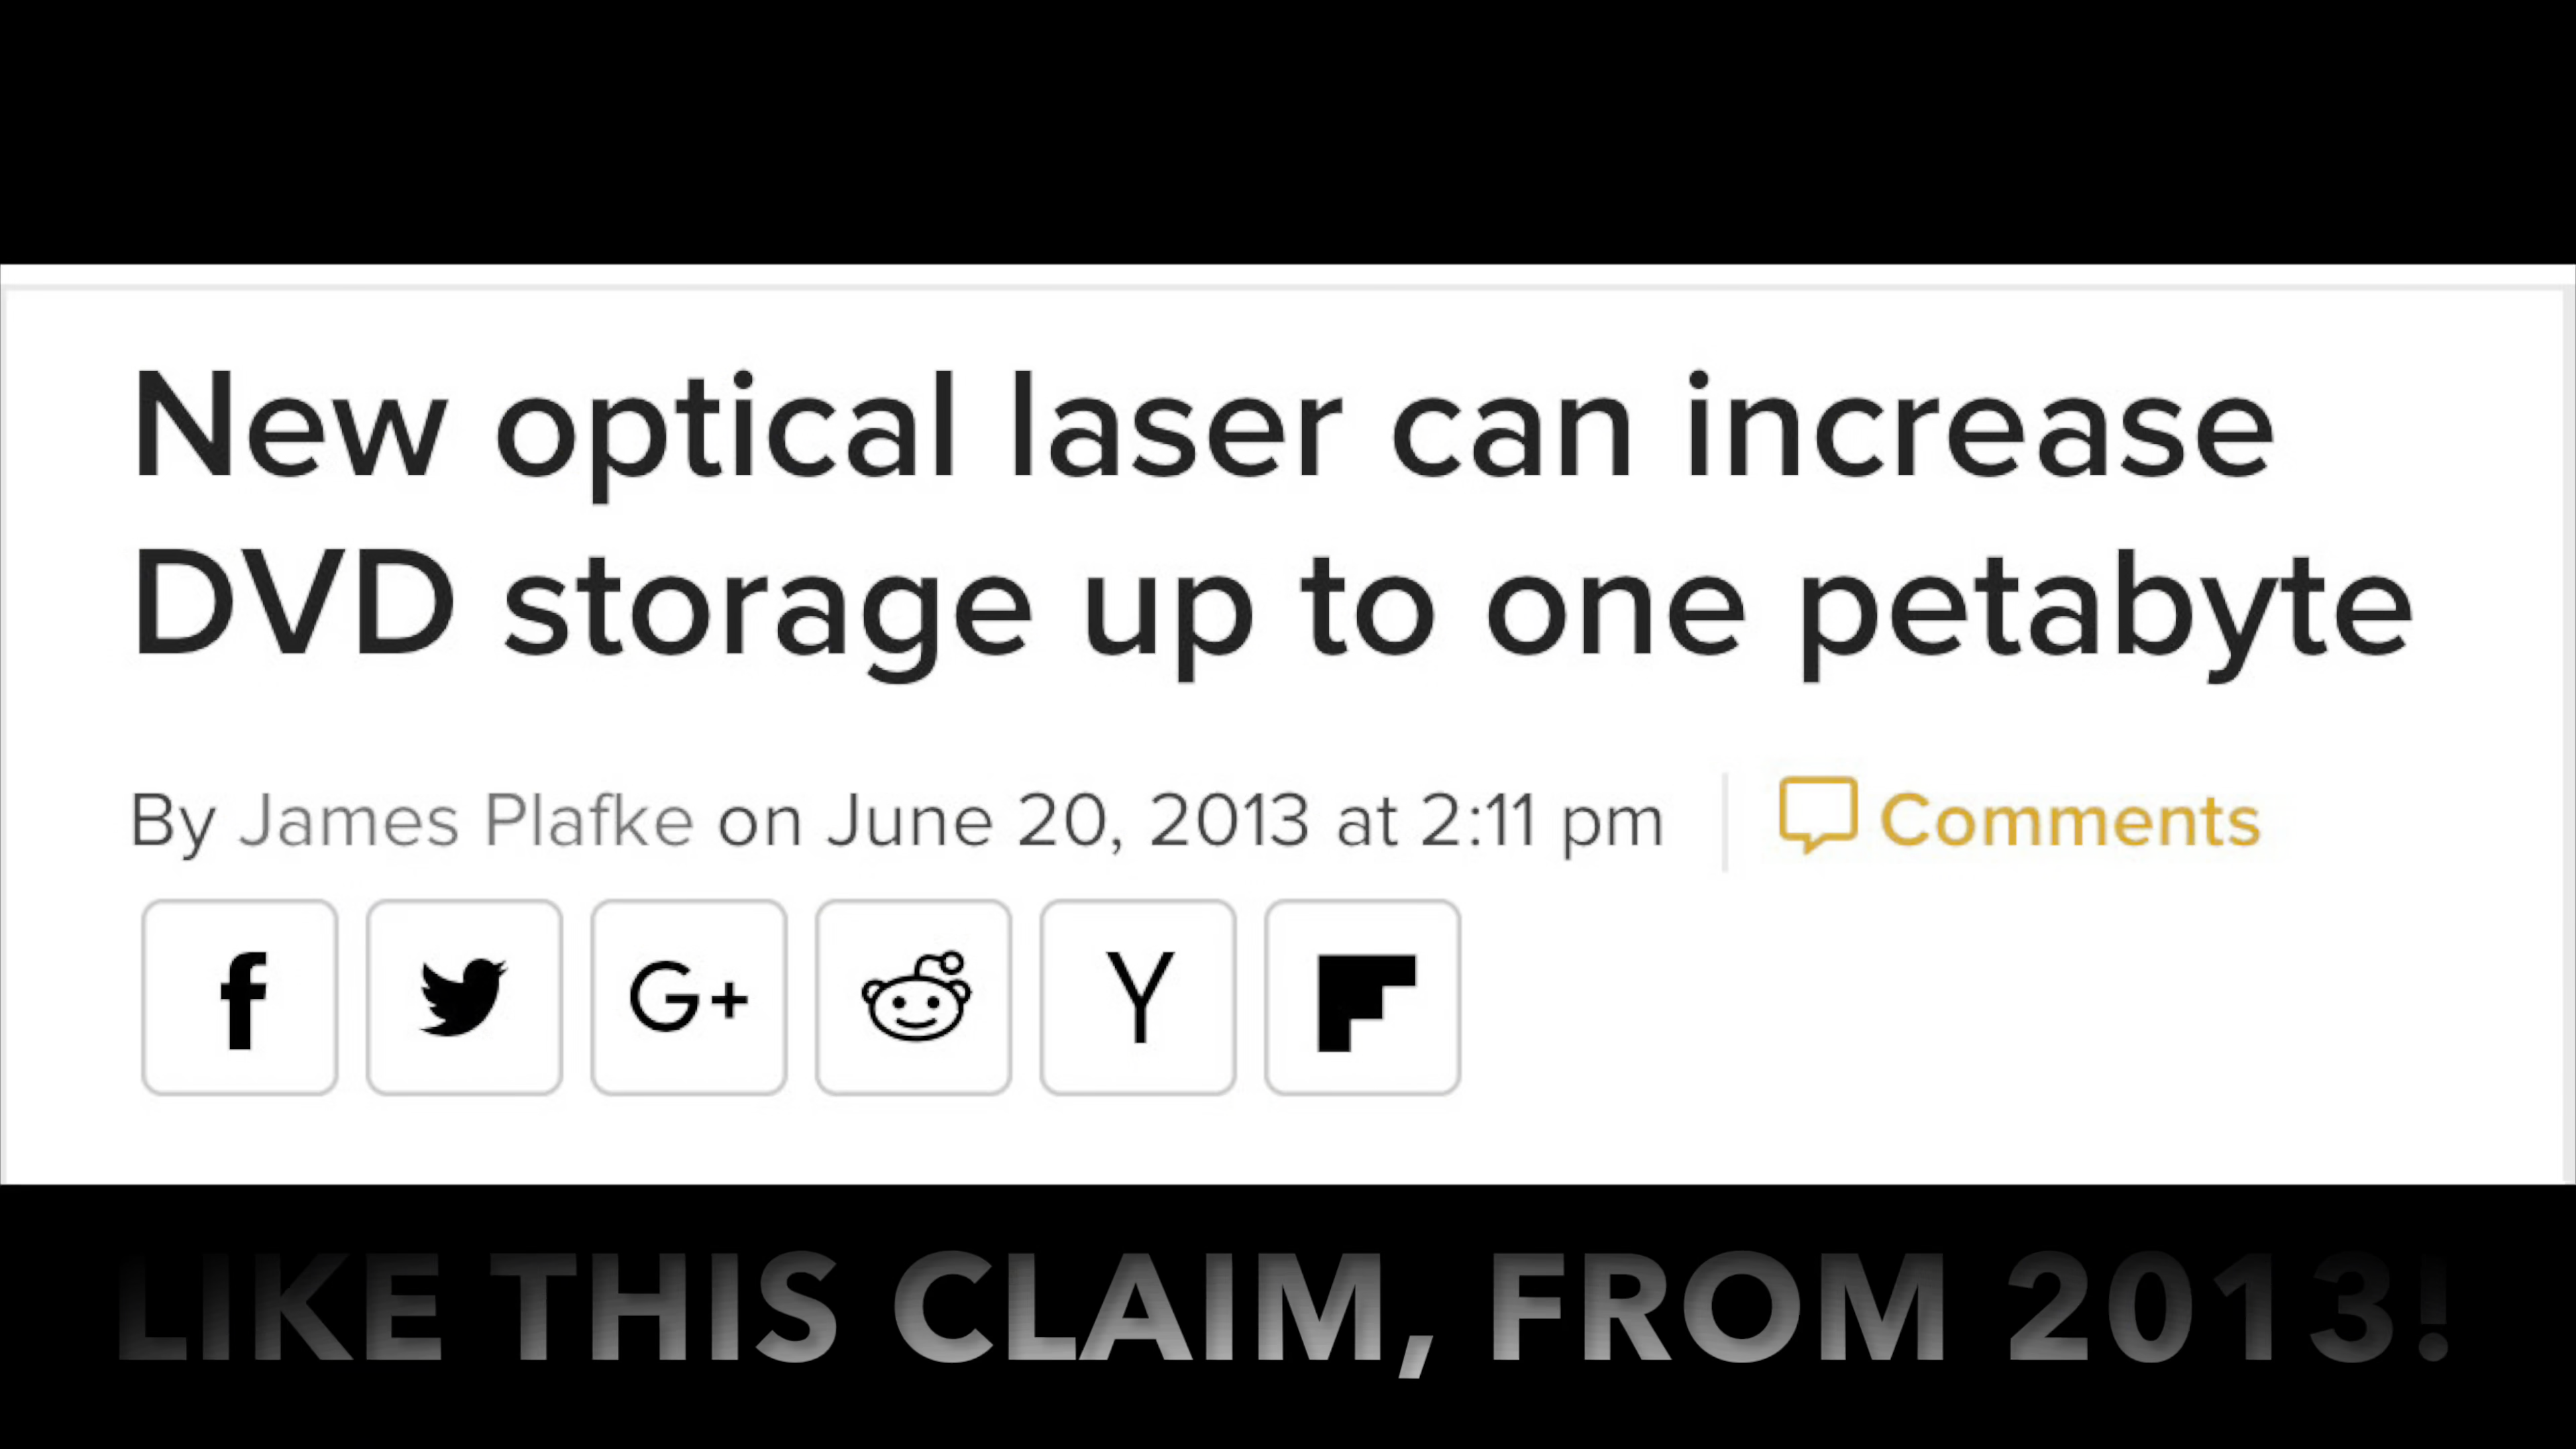 New optical laser can increase
DVD storage up to one petabyte
By James Plafke on June 20, 2013 at 2:11 pm Comments
f G+ Y F
LIKE THIS CLAIM, FROM 2013!